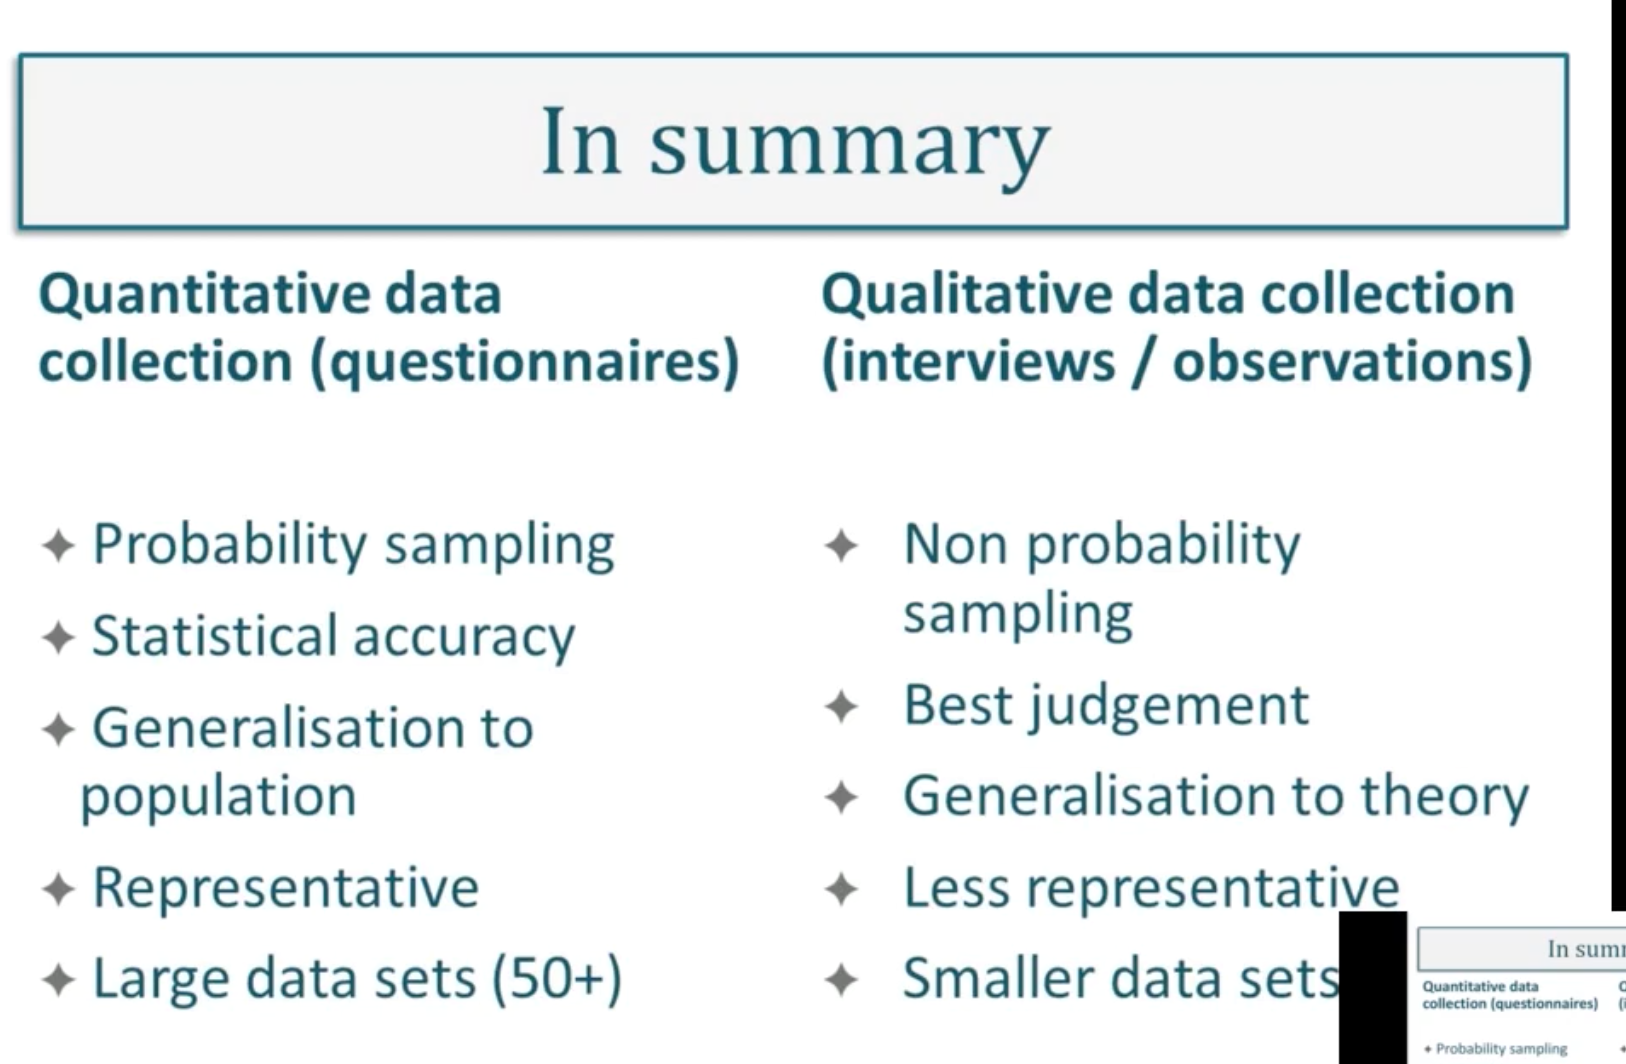 In summary
Quantitative data
collection (questionnaires)
Qualitative data collection
(interviews / observations)
✦ Probability sampling
✦ Statistical accuracy
✦ Generalisation to
population
✦ Representative
✦ Large data sets (50+)
✦ Non probability
sampling
✦ Best judgement
✦ Generalisation to theory
✦ Less representative
✦ Smaller data sets
In summ
Quantitative data
collection (questionnaires)
✦ Probability sampling